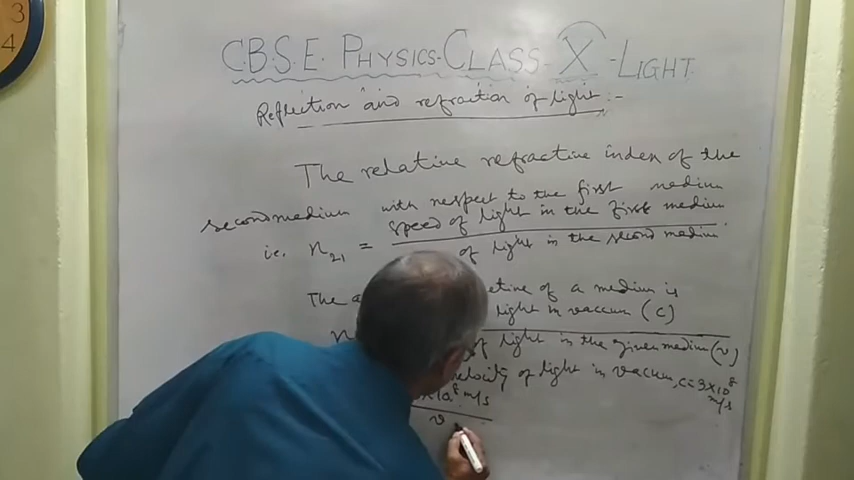 3
4
C.B.S.E. PHYSICS-CLASS-X-LIGHT
Reflection and refraction of light:-
The relative refractive index of the
second medium with respect to the first medium
i.e. n21 = speed of light in the first medium
of light in the second medium
The
of a medium is
light in vacuum (c)
n
of light in the given medium (v)
velocity of light in vacuum, c=3×10⁸ m/s
×10⁸ m/s
v